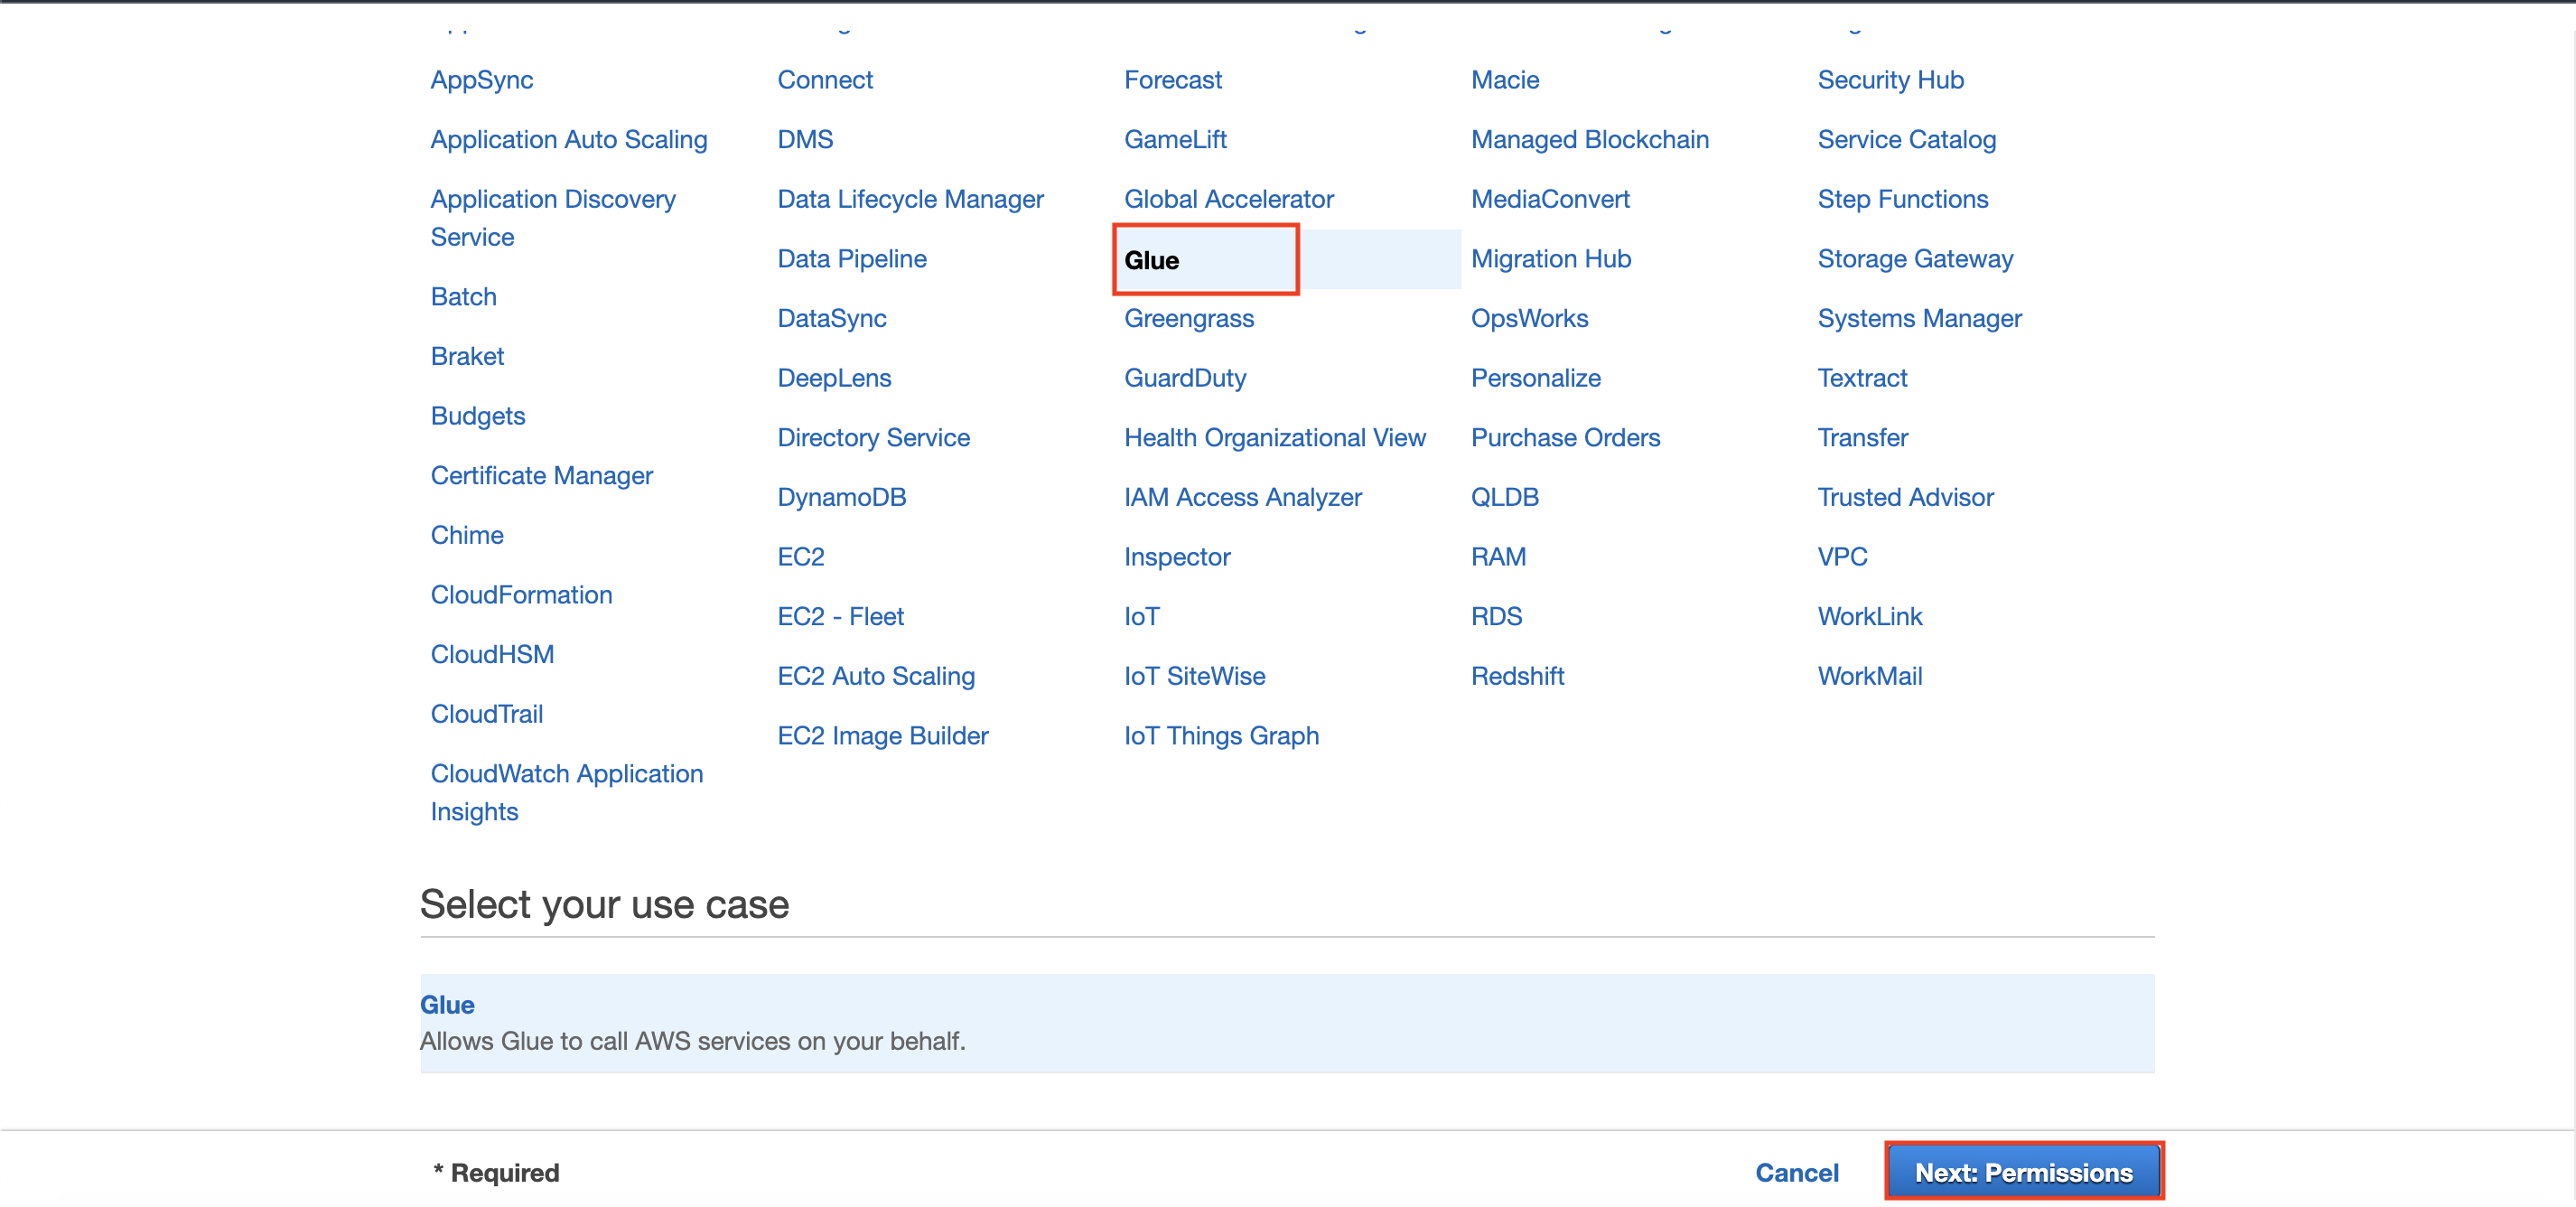 AppSync
Application Auto Scaling
Application Discovery
Service
Batch
Braket
Budgets
Certificate Manager
Chime
CloudFormation
CloudHSM
CloudTrail
CloudWatch Application
Insights
Connect
DMS
Data Lifecycle Manager
Data Pipeline
DataSync
DeepLens
Directory Service
DynamoDB
EC2
EC2 - Fleet
EC2 Auto Scaling
EC2 Image Builder
Forecast
GameLift
Global Accelerator
Glue
Greengrass
GuardDuty
Health Organizational View
IAM Access Analyzer
Inspector
IoT
IoT SiteWise
IoT Things Graph
Macie
Managed Blockchain
MediaConvert
Migration Hub
OpsWorks
Personalize
Purchase Orders
QLDB
RAM
RDS
Redshift
Security Hub
Service Catalog
Step Functions
Storage Gateway
Systems Manager
Textract
Transfer
Trusted Advisor
VPC
WorkLink
WorkMail
Select your use case
Glue
Allows Glue to call AWS services on your behalf.
* Required
Cancel
Next: Permissions